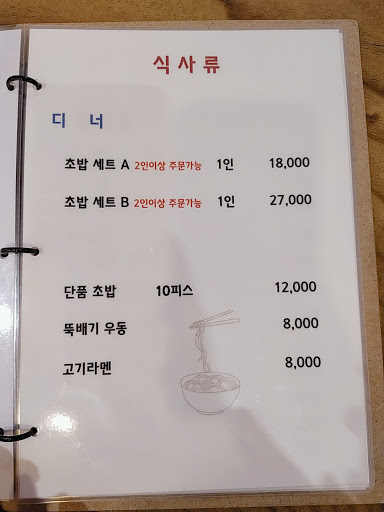 식사류
디 너
초밥 세트 A 2인이상 주문가능 1인 18,000
초밥 세트 B 2인이상 주문가능 1인 27,000
단품 초밥 10피스 12,000
뚝배기 우동 8,000
고기라멘 8,000